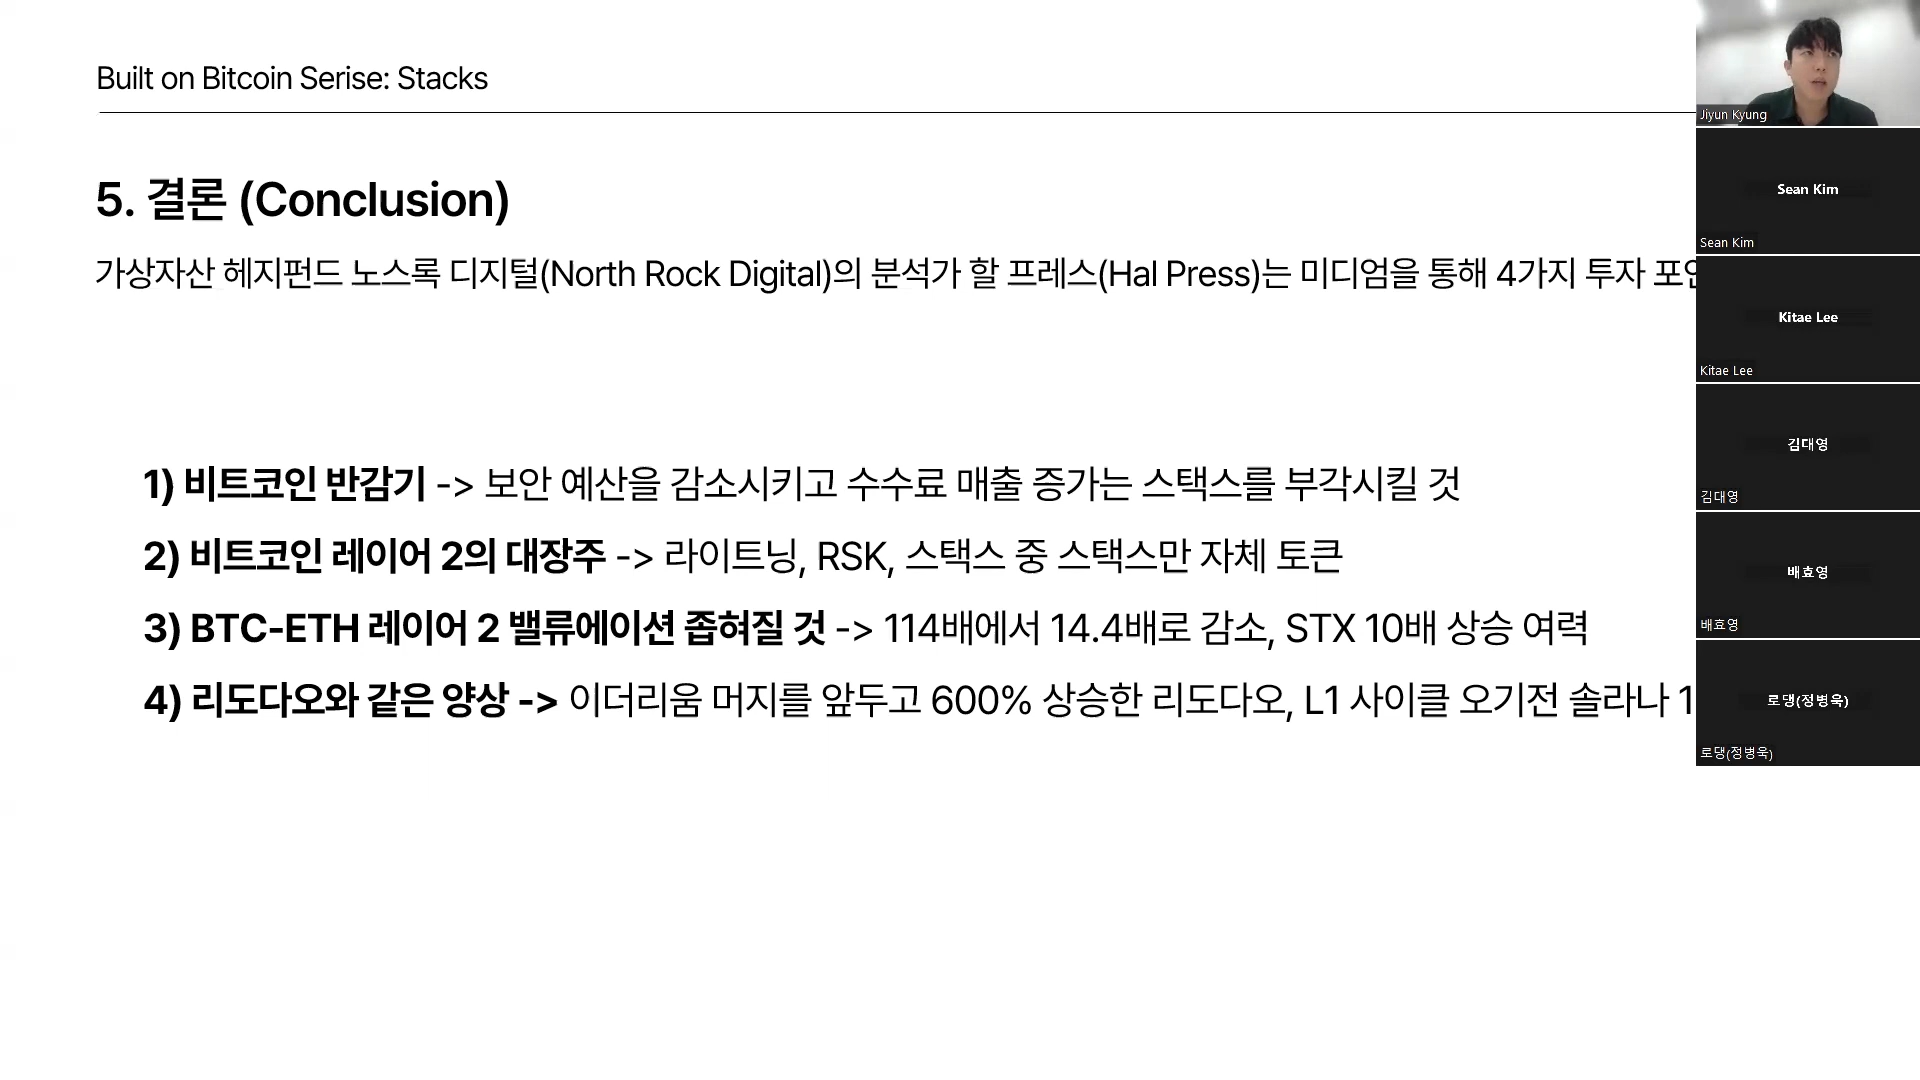 Built on Bitcoin Serise: Stacks
5. 결론 (Conclusion)
가상자산 헤지펀드 노스록 디지털(North Rock Digital)의 분석가 할 프레스(Hal Press)는 미디엄을 통해 4가지 투자
1) 비트코인 반감기 -> 보안 예산을 감소시키고 수수료 매출 증가는 스택스를 부각시킬 것
2) 비트코인 레이어 2의 대장주 -> 라이트닝, RSK, 스택스 중 스택스만 자체 토큰
3) BTC-ETH 레이어 2 밸류에이션 좁혀질 것 -> 114배에서 14.4배로 감소, STX 10배 상승 여력
4) 리도다오와 같은 양상 -> 이더리움 머지를 앞두고 600% 상승한 리도다오, L1 사이클 오기전 솔라나 1
Jiyun Kyung
Sean Kim
Sean Kim
Kitae Lee
Kitae Lee
김대영
김대영
배효영
배효영
로댕(정병욱)
로댕(정병욱)